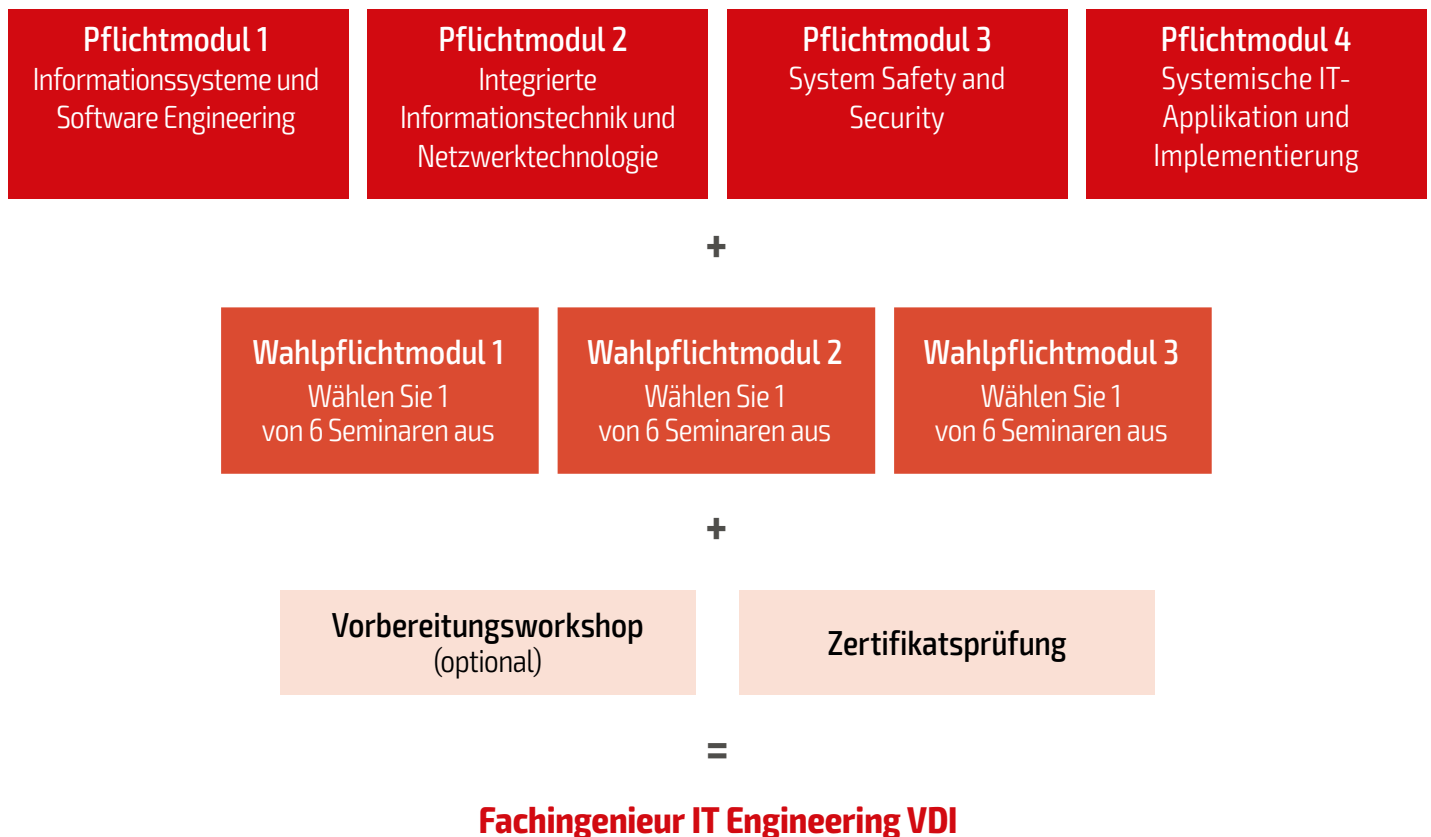 Pflichtmodul 1
Informationssysteme und
Software Engineering
Pflichtmodul 2
Integrierte
Informationstechnik und
Netzwerktechnologie
Pflichtmodul 3
System Safety and
Security
Pflichtmodul 4
Systemische IT-
Applikation und
Implementierung
+
Wahlpflichtmodul 1
Wählen Sie 1
von 6 Seminaren aus
Wahlpflichtmodul 2
Wählen Sie 1
von 6 Seminaren aus
Wahlpflichtmodul 3
Wählen Sie 1
von 6 Seminaren aus
+
Vorbereitungsworkshop
(optional)
Zertifikatsprüfung
=
Fachingenieur IT Engineering VDI